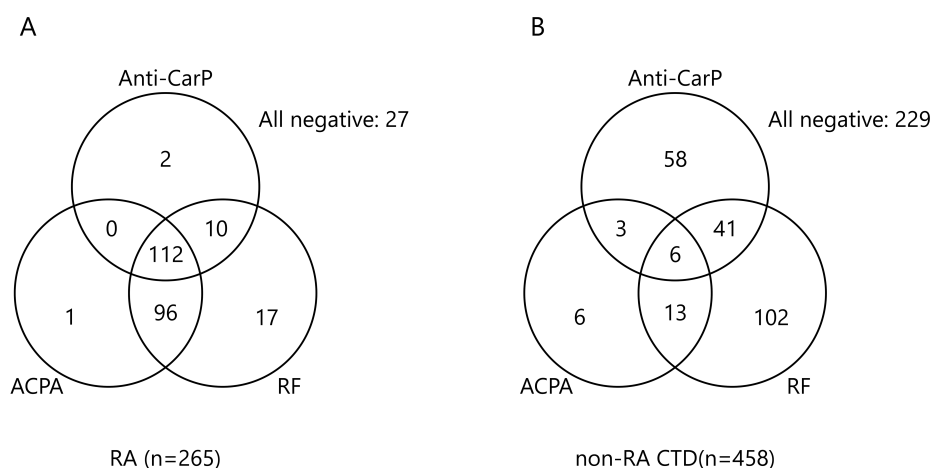 A
B
Anti-CarP
Anti-CarP
All negative: 27
All negative: 229
2
58
0
10
3
41
112
6
1
96
17
6
13
102
ACPA
RF
ACPA
RF
RA (n=265)
non-RA CTD(n=458)